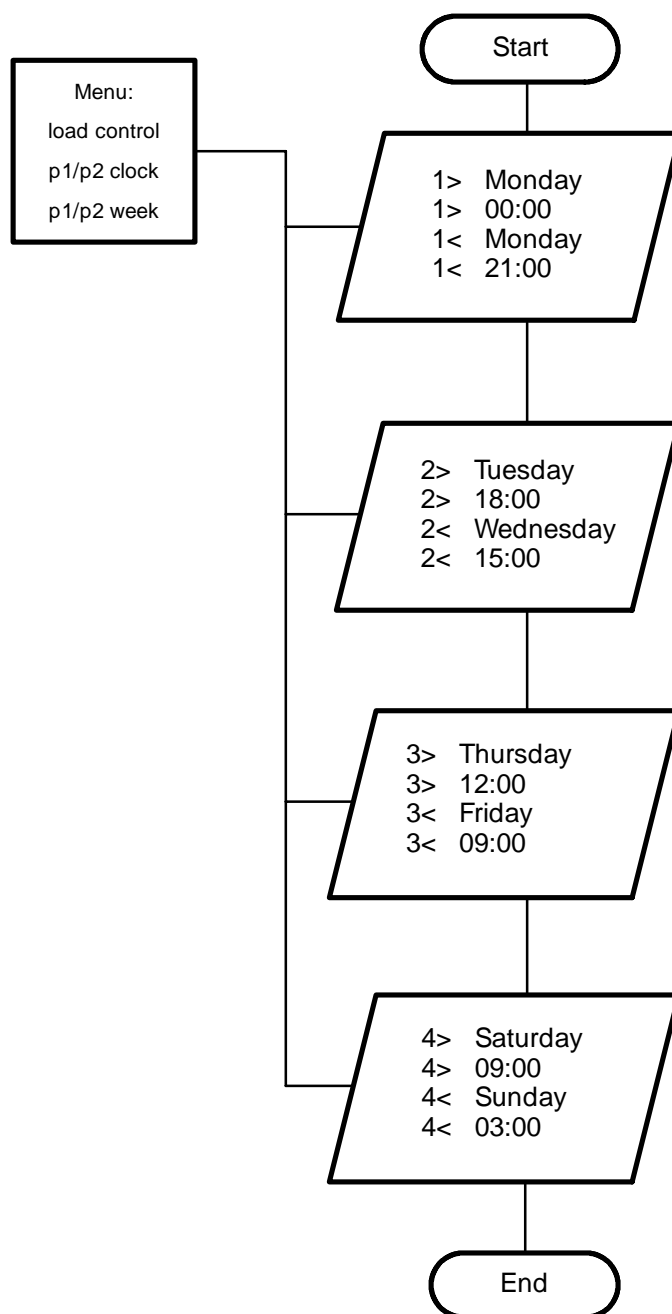 Start
Menu:
load control
p1/p2 clock
p1/p2 week
1> Monday
1> 00:00
1< Monday
1< 21:00
2> Tuesday
2> 18:00
2< Wednesday
2< 15:00
3> Thursday
3> 12:00
3< Friday
3< 09:00
4> Saturday
4> 09:00
4< Sunday
4< 03:00
End